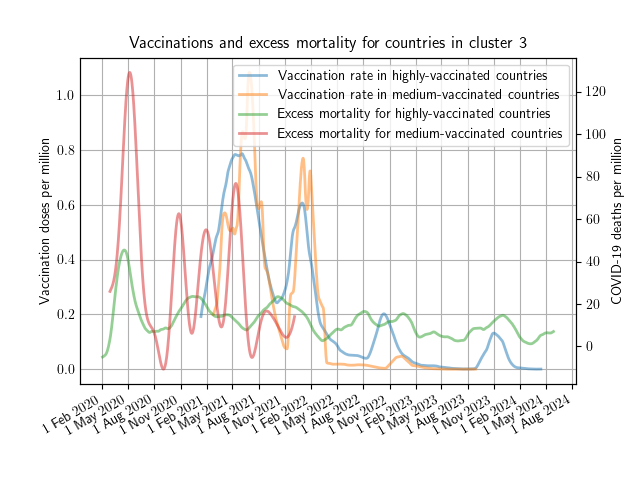 Vaccinations and excess mortality for countries in cluster 3
Vaccination rate in highly-vaccinated countries
Vaccination rate in medium-vaccinated countries
Excess mortality for highly-vaccinated countries
Excess mortality for medium-vaccinated countries
Vaccination doses per million
1.0
0.8
0.6
0.4
0.2
0.0
COVID-19 deaths per million
120
100
80
60
40
20
0
1 Feb 2020
1 May 2020
1 Aug 2020
1 Nov 2020
1 Feb 2021
1 May 2021
1 Aug 2021
1 Nov 2021
1 Feb 2022
1 May 2022
1 Aug 2022
1 Nov 2022
1 Feb 2023
1 May 2023
1 Aug 2023
1 Nov 2023
1 Feb 2024
1 May 2024
1 Aug 2024